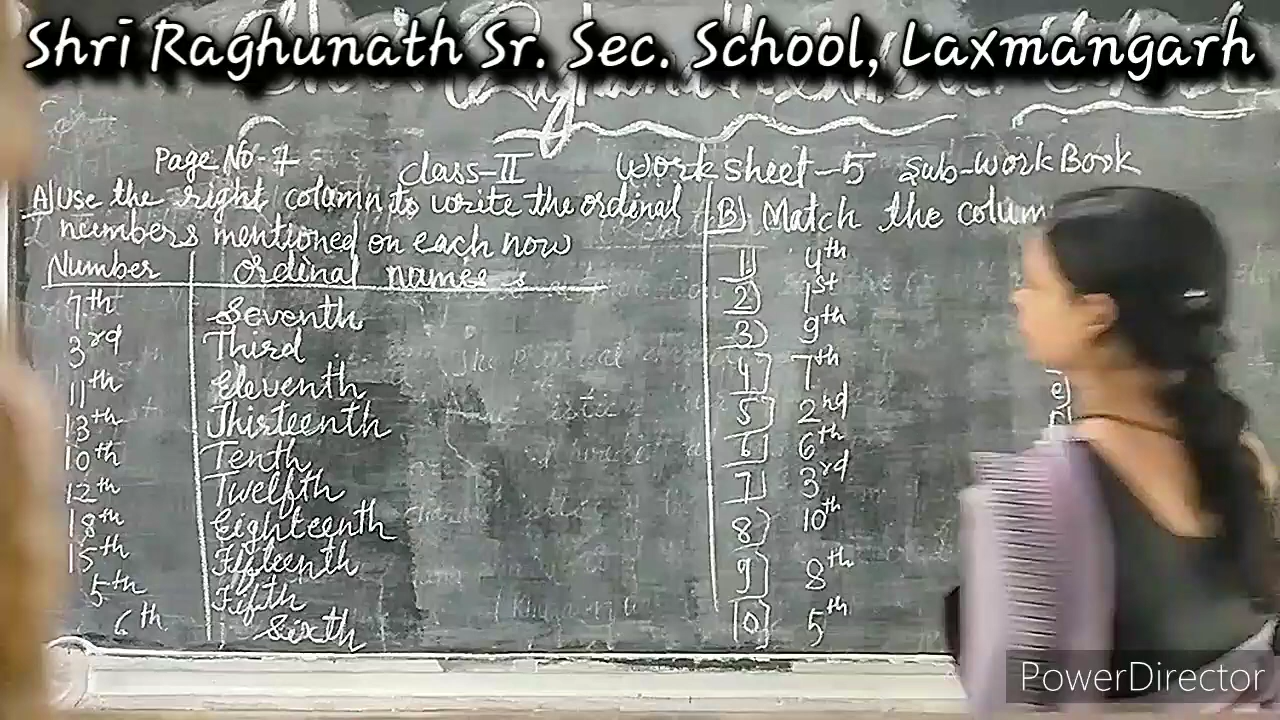 Shri Raghunath Sr. Sec. School, Laxmangarh
Page No-7 Class-II Worksheet-5 Sub-Work Book
A) Use the right column to write the ordinal
numbers mentioned on each now
Number ordinal names
7th Seventh
3rd Third
11th Eleventh
13th Thirteenth
10th Tenth
12th Twelfth
18th Eighteenth
15th Fifteenth
5th Fifth
6th Sixth
B) Match the colum
1) 4th
2) 1st
3) 9th
4) 7th
5) 2nd
6) 6th
7) 3rd
8) 10th
9) 8th
10) 5th
PowerDirector